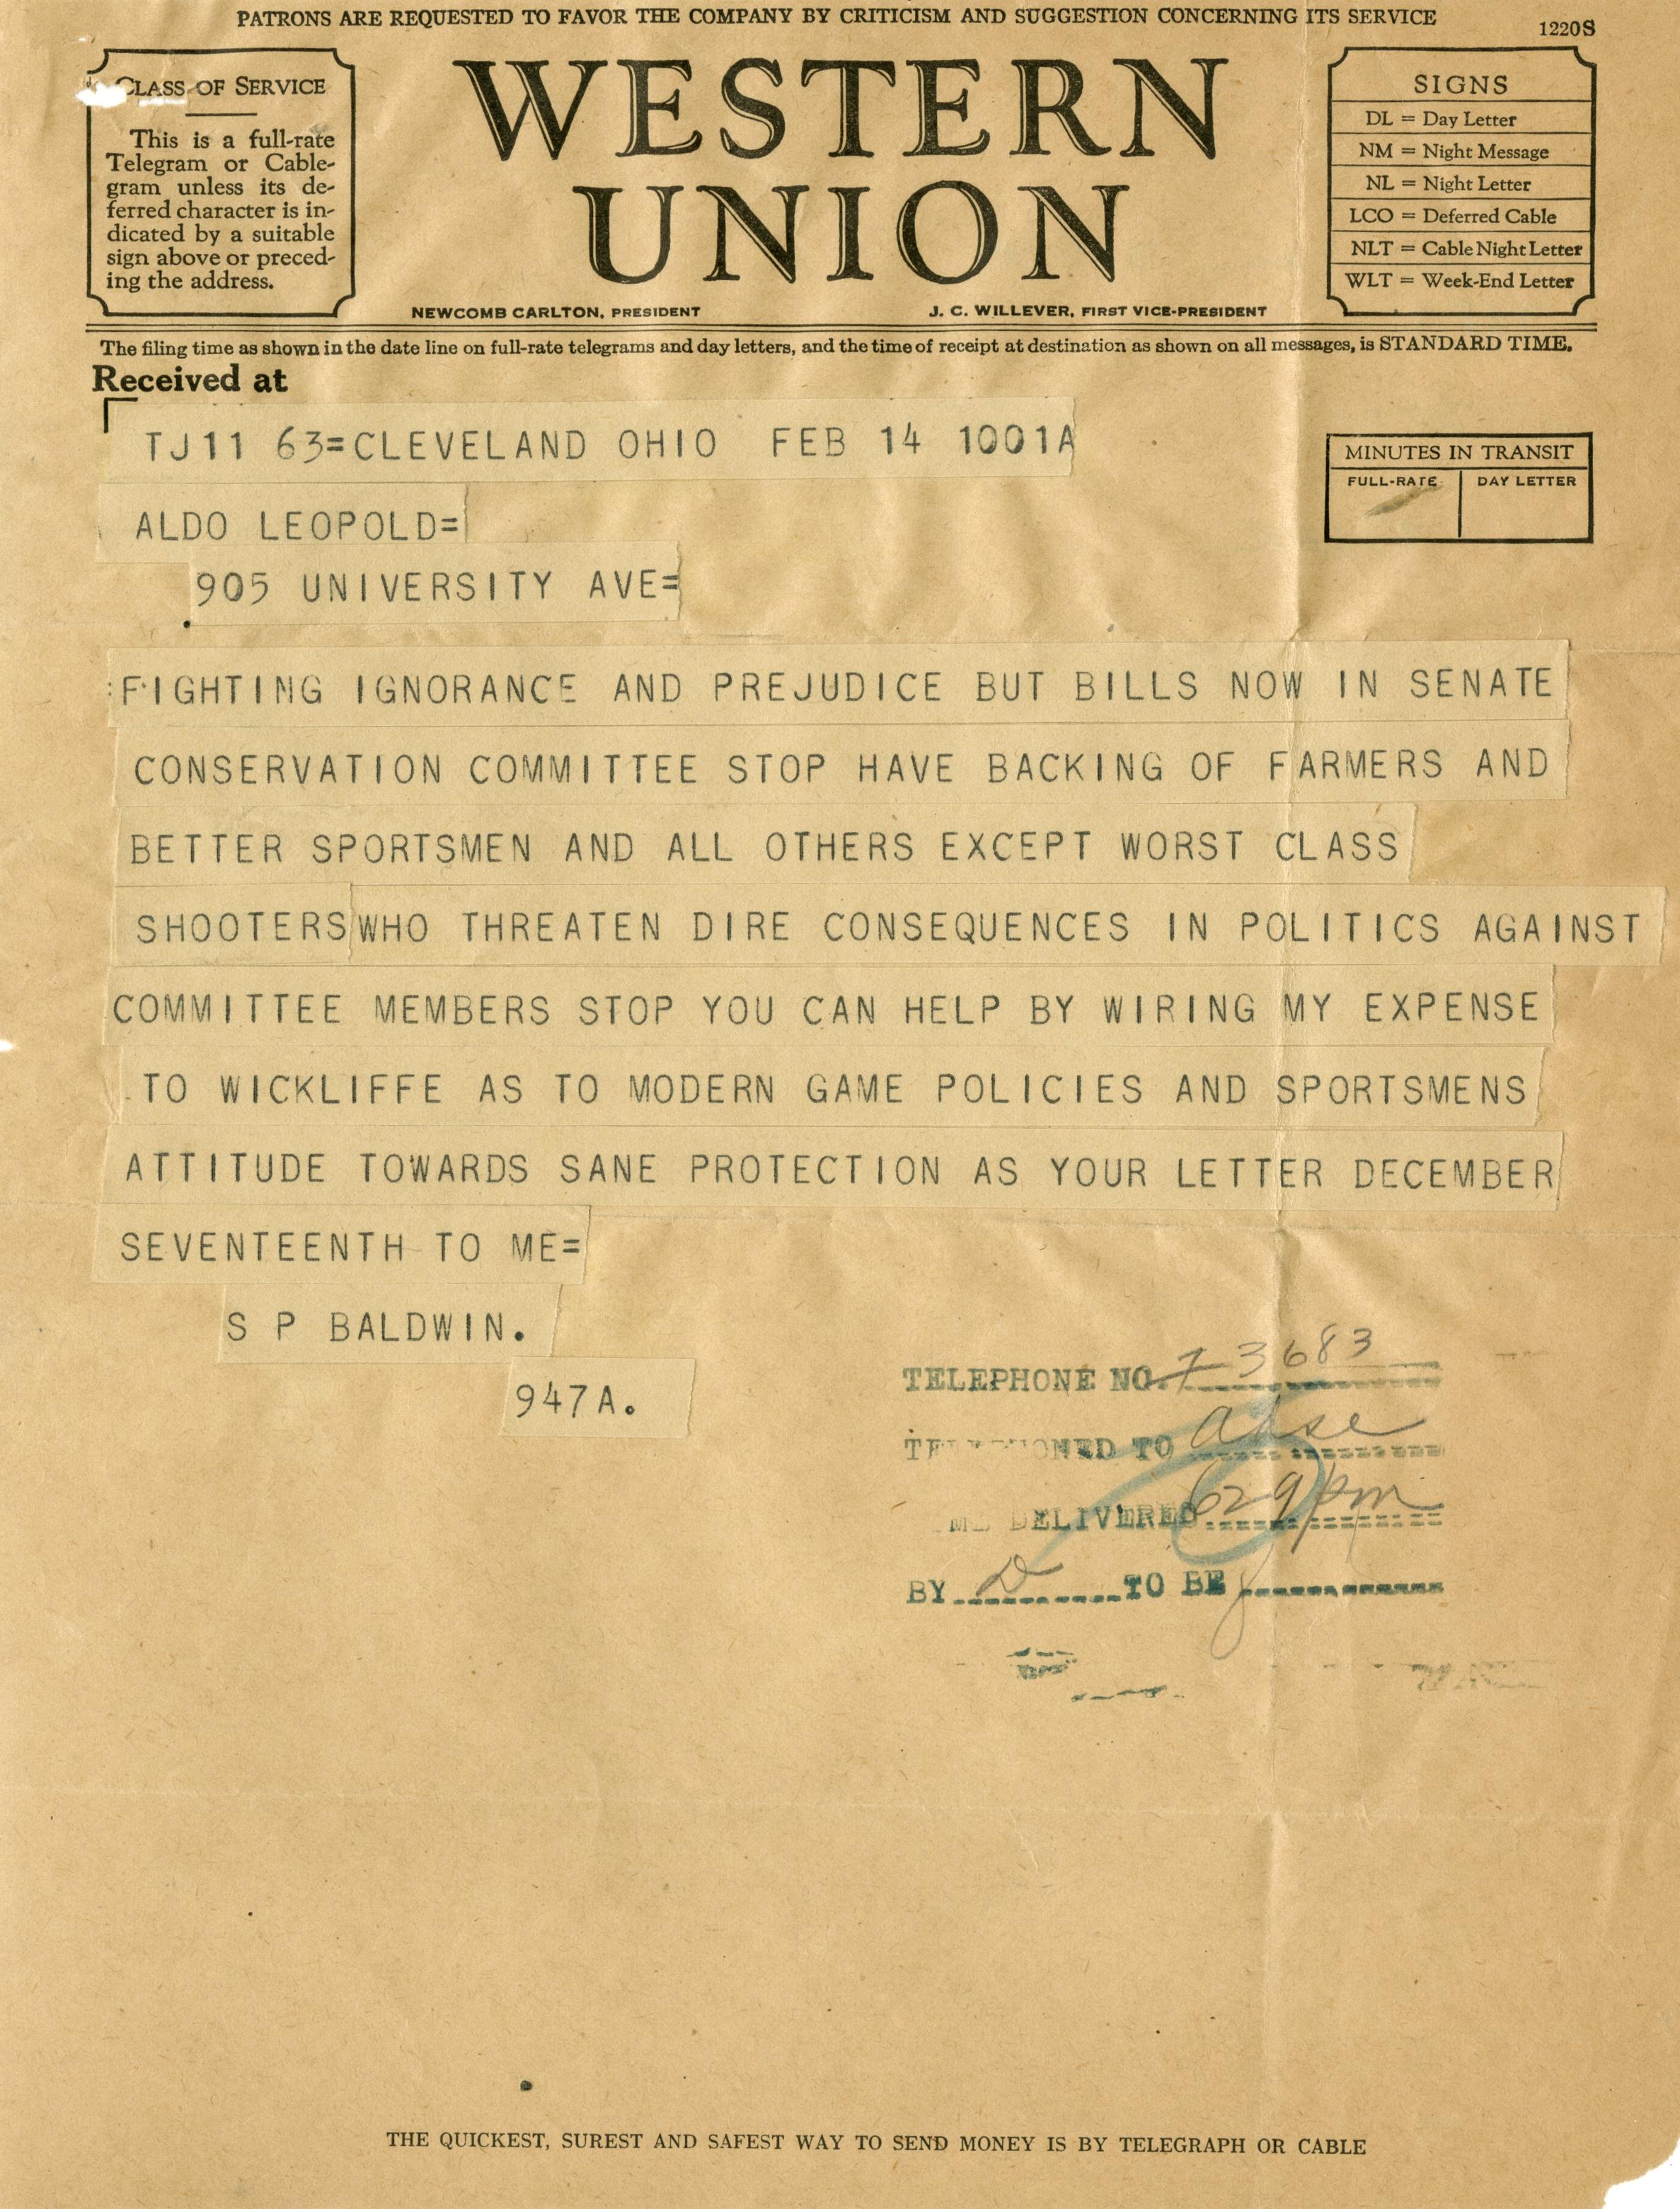 PATRONS ARE REQUESTED TO FAVOR THE COMPANY BY CRITICISM AND SUGGESTION CONCERNING ITS SERVICE
1220S
CLASS OF SERVICE
This is a full-rate
Telegram or Cable-
gram unless its de-
ferred character is in-
dicated by a suitable
sign above or preced-
ing the address.
WESTERN
UNION
NEWCOMB CARLTON, PRESIDENT
J. C. WILLEVER, FIRST VICE-PRESIDENT
SIGNS
DL = Day Letter
NM = Night Message
NL = Night Letter
LCO = Deferred Cable
NLT = Cable Night Letter
WLT = Week-End Letter
The filing time as shown in the date line on full-rate telegrams and day letters, and the time of receipt at destination as shown on all messages, is STANDARD TIME.
Received at
TJ11 63=CLEVELAND OHIO FEB 14 1001A
MINUTES IN TRANSIT
FULL-RATE
DAY LETTER
ALDO LEOPOLD=
905 UNIVERSITY AVE=
:FIGHTING IGNORANCE AND PREJUDICE BUT BILLS NOW IN SENATE
CONSERVATION COMMITTEE STOP HAVE BACKING OF FARMERS AND
BETTER SPORTSMEN AND ALL OTHERS EXCEPT WORST CLASS
SHOOTERS WHO THREATEN DIRE CONSEQUENCES IN POLITICS AGAINST
COMMITTEE MEMBERS STOP YOU CAN HELP BY WIRING MY EXPENSE
TO WICKLIFFE AS TO MODERN GAME POLICIES AND SPORTSMENS
ATTITUDE TOWARDS SANE PROTECTION AS YOUR LETTER DECEMBER
SEVENTEENTH TO ME=
S P BALDWIN.
947A.
TELEPHONE NO. 7 3683
TO
DELIVERED 629pm
BY D TO BE
THE QUICKEST, SUREST AND SAFEST WAY TO SEND MONEY IS BY TELEGRAPH OR CABLE